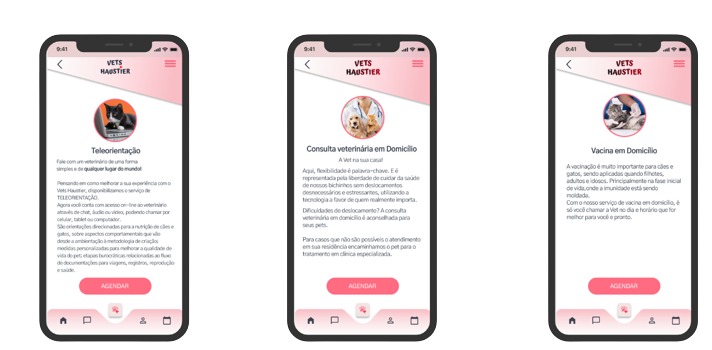 9:41
VETS
HAUSTIER
Teleorientação
Fale com um veterinário de uma forma
simples e de qualquer lugar do mundo!
Pensando em como melhorar a sua experiência com o
Vets Haustier, disponibilizamos o serviço de
TELEORIENTAÇÃO.
Agora você conta com acesso on-line ao veterinário
através de chat, áudio ou vídeo, podendo chamar por
celular, tablet ou computador.
São orientações direcionadas para a nutrição de cães e
gatos, sobre aspectos comportamentais que vão
desde a ambientação à metodologia de criação;
medidas personalizadas para melhorar a qualidade de
vida do pet; etapas burocráticas relacionadas ao fluxo
de documentações para viagens, registros, reprodução
e saúde.
AGENDAR
9:41
VETS
HAUSTIER
Consulta veterinária em Domicílio
A Vet na sua casa!
Aqui, flexibilidade é palavra-chave. E é
representada pela liberdade de cuidar da saúde
de nossos bichinhos sem deslocamentos
desnecessários e estressantes, utilizando a
tecnologia a favor de quem realmente importa.
Dificuldades de deslocamento? A consulta
veterinária em domicílio é aconselhada para
seus pets.
Para casos que não são possíveis o atendimento
em sua residência encaminhamos o pet para o
tratamento em clínica especializada.
AGENDAR
9:41
VETS
HAUSTIER
Vacina em Domicílio
A vacinação é muito importante para cães e
gatos, sendo aplicadas quando filhotes,
adultos e idosos. Principalmente na fase inicial
de vida,onde a imunidade está sendo
moldada.
Com o nosso serviço de vacina em domicílio, é
só você chamar a Vet no dia e horário que for
melhor para você e pronto.
AGENDAR